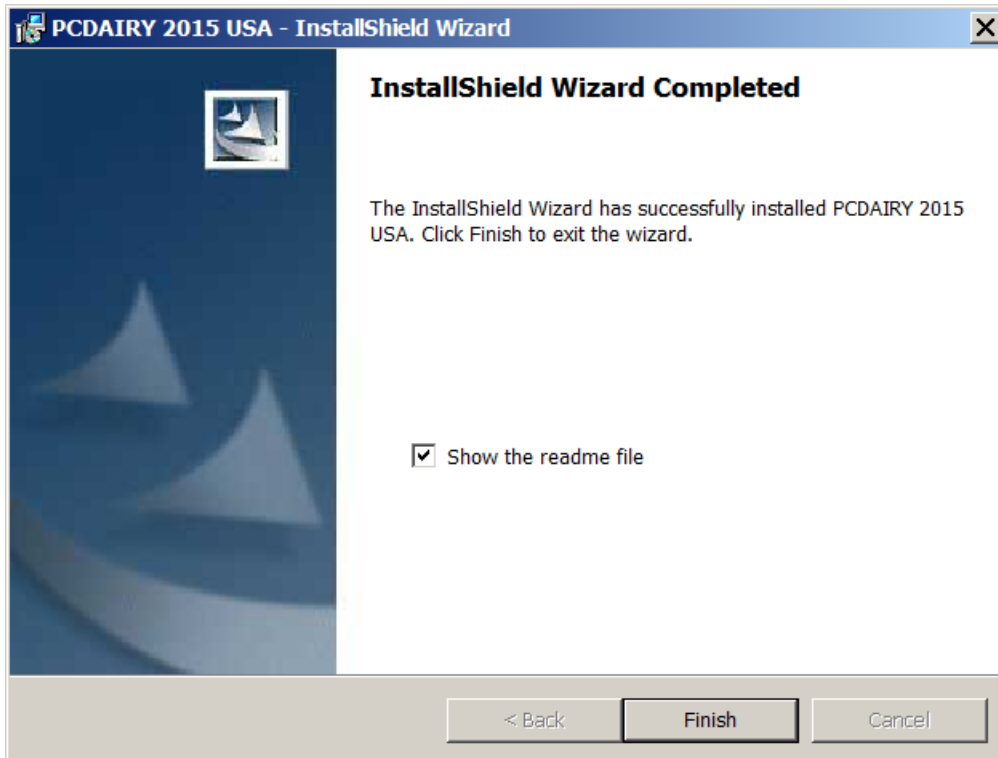 PCDAIRY 2015 USA - InstallShield Wizard
InstallShield Wizard Completed
The InstallShield Wizard has successfully installed PCDAIRY 2015
USA. Click Finish to exit the wizard.
Show the readme file
< Back Finish Cancel